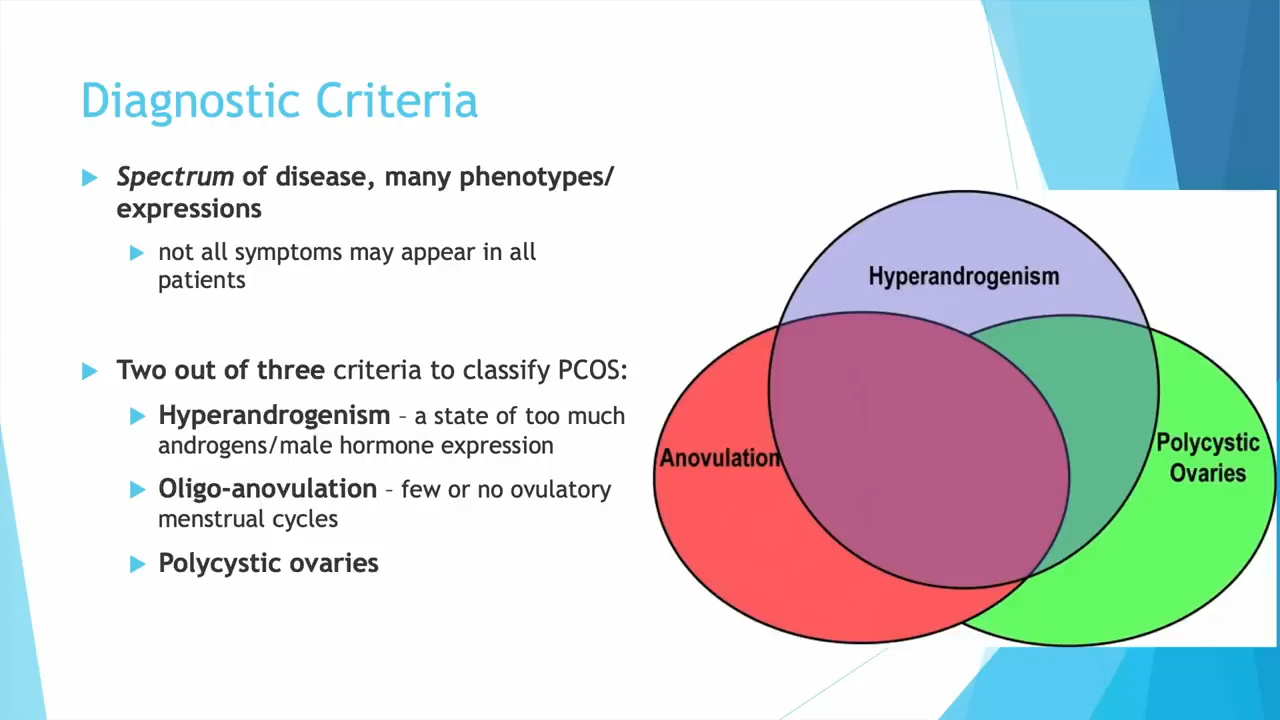 Diagnostic Criteria
Spectrum of disease, many phenotypes/
expressions
not all symptoms may appear in all
patients
Two out of three criteria to classify PCOS:
Hyperandrogenism – a state of too much
androgens/male hormone expression
Oligo-anovulation – few or no ovulatory
menstrual cycles
Polycystic ovaries
Hyperandrogenism
Anovulation
Polycystic
Ovaries